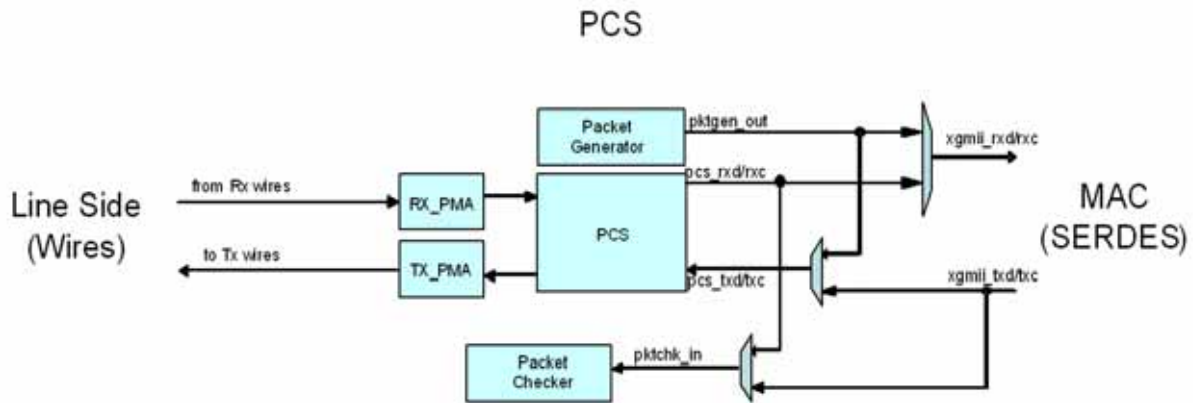 PCS
Packet
Generator
pktgen_out
xgmii_rxd/rxc
pcs_rxd/rxc
from Rx wires
RX_PMA
Line Side
(Wires)
PCS
MAC
(SERDES)
to Tx wires
TX_PMA
pcs_txd/txc
xgmii_txd/txc
Packet
Checker
pktchk_in